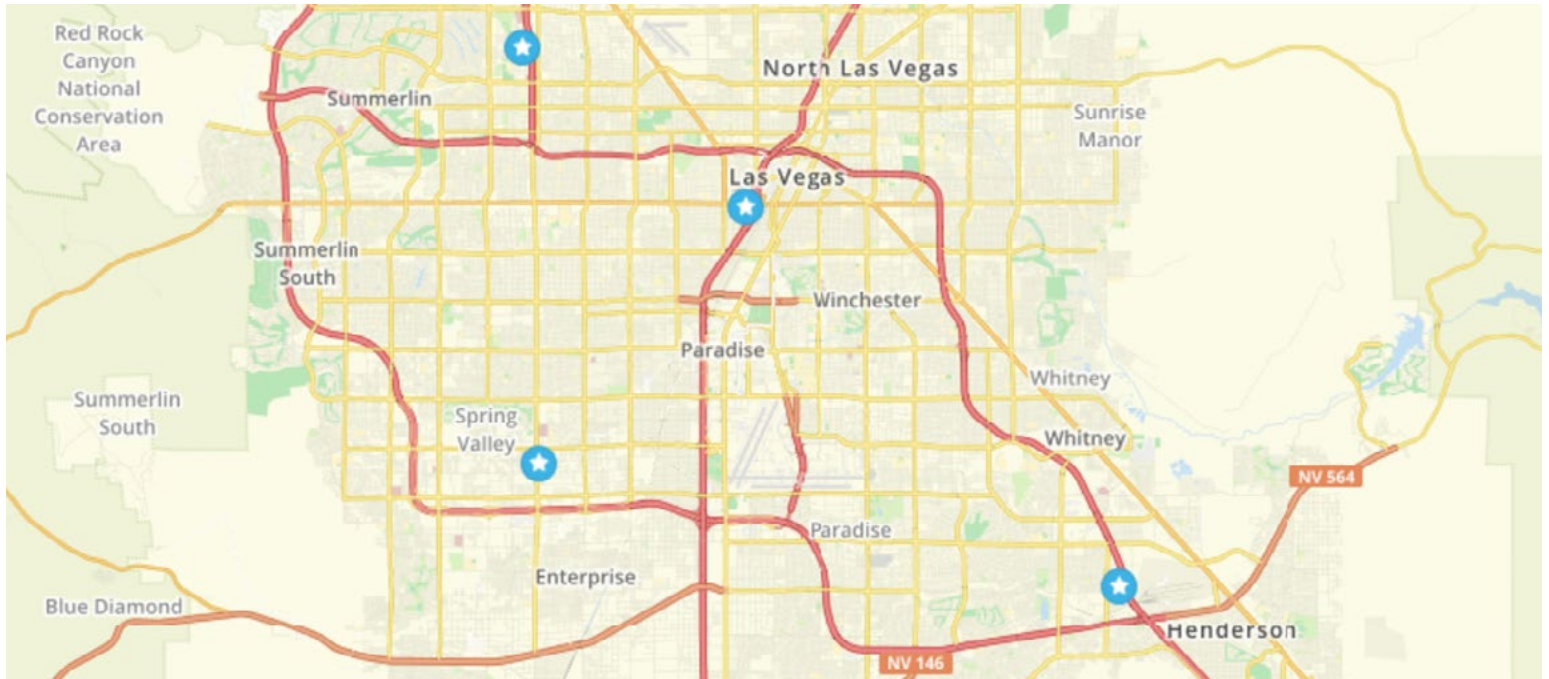 Red Rock
Canyon
National
Conservation
Area
Summerlin
North Las Vegas
Sunrise
Manor
Las Vegas
Summerlin
South
Winchester
Paradise
Summerlin
South
Spring
Valley
Whitney
Whitney
NV 564
Paradise
Enterprise
Blue Diamond
Henderson
NV 146